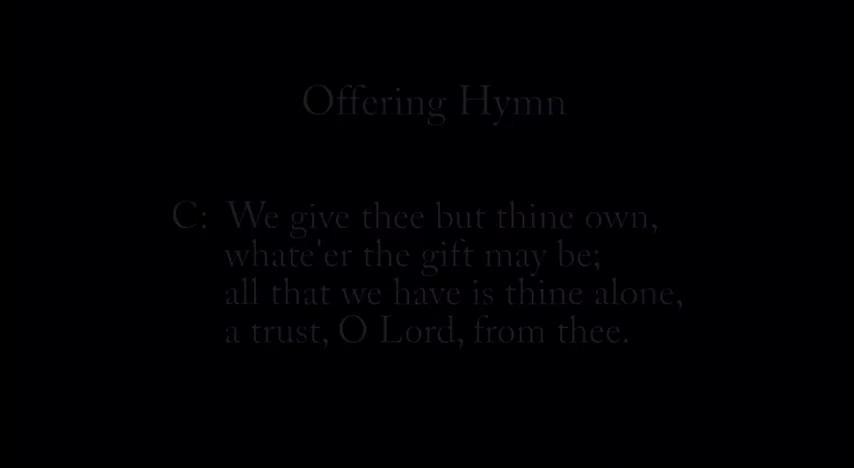 Offering Hymn
C: We give thee but thine own,
whate'er the gift may be;
all that we have is thine alone,
a trust, O Lord, from thee.